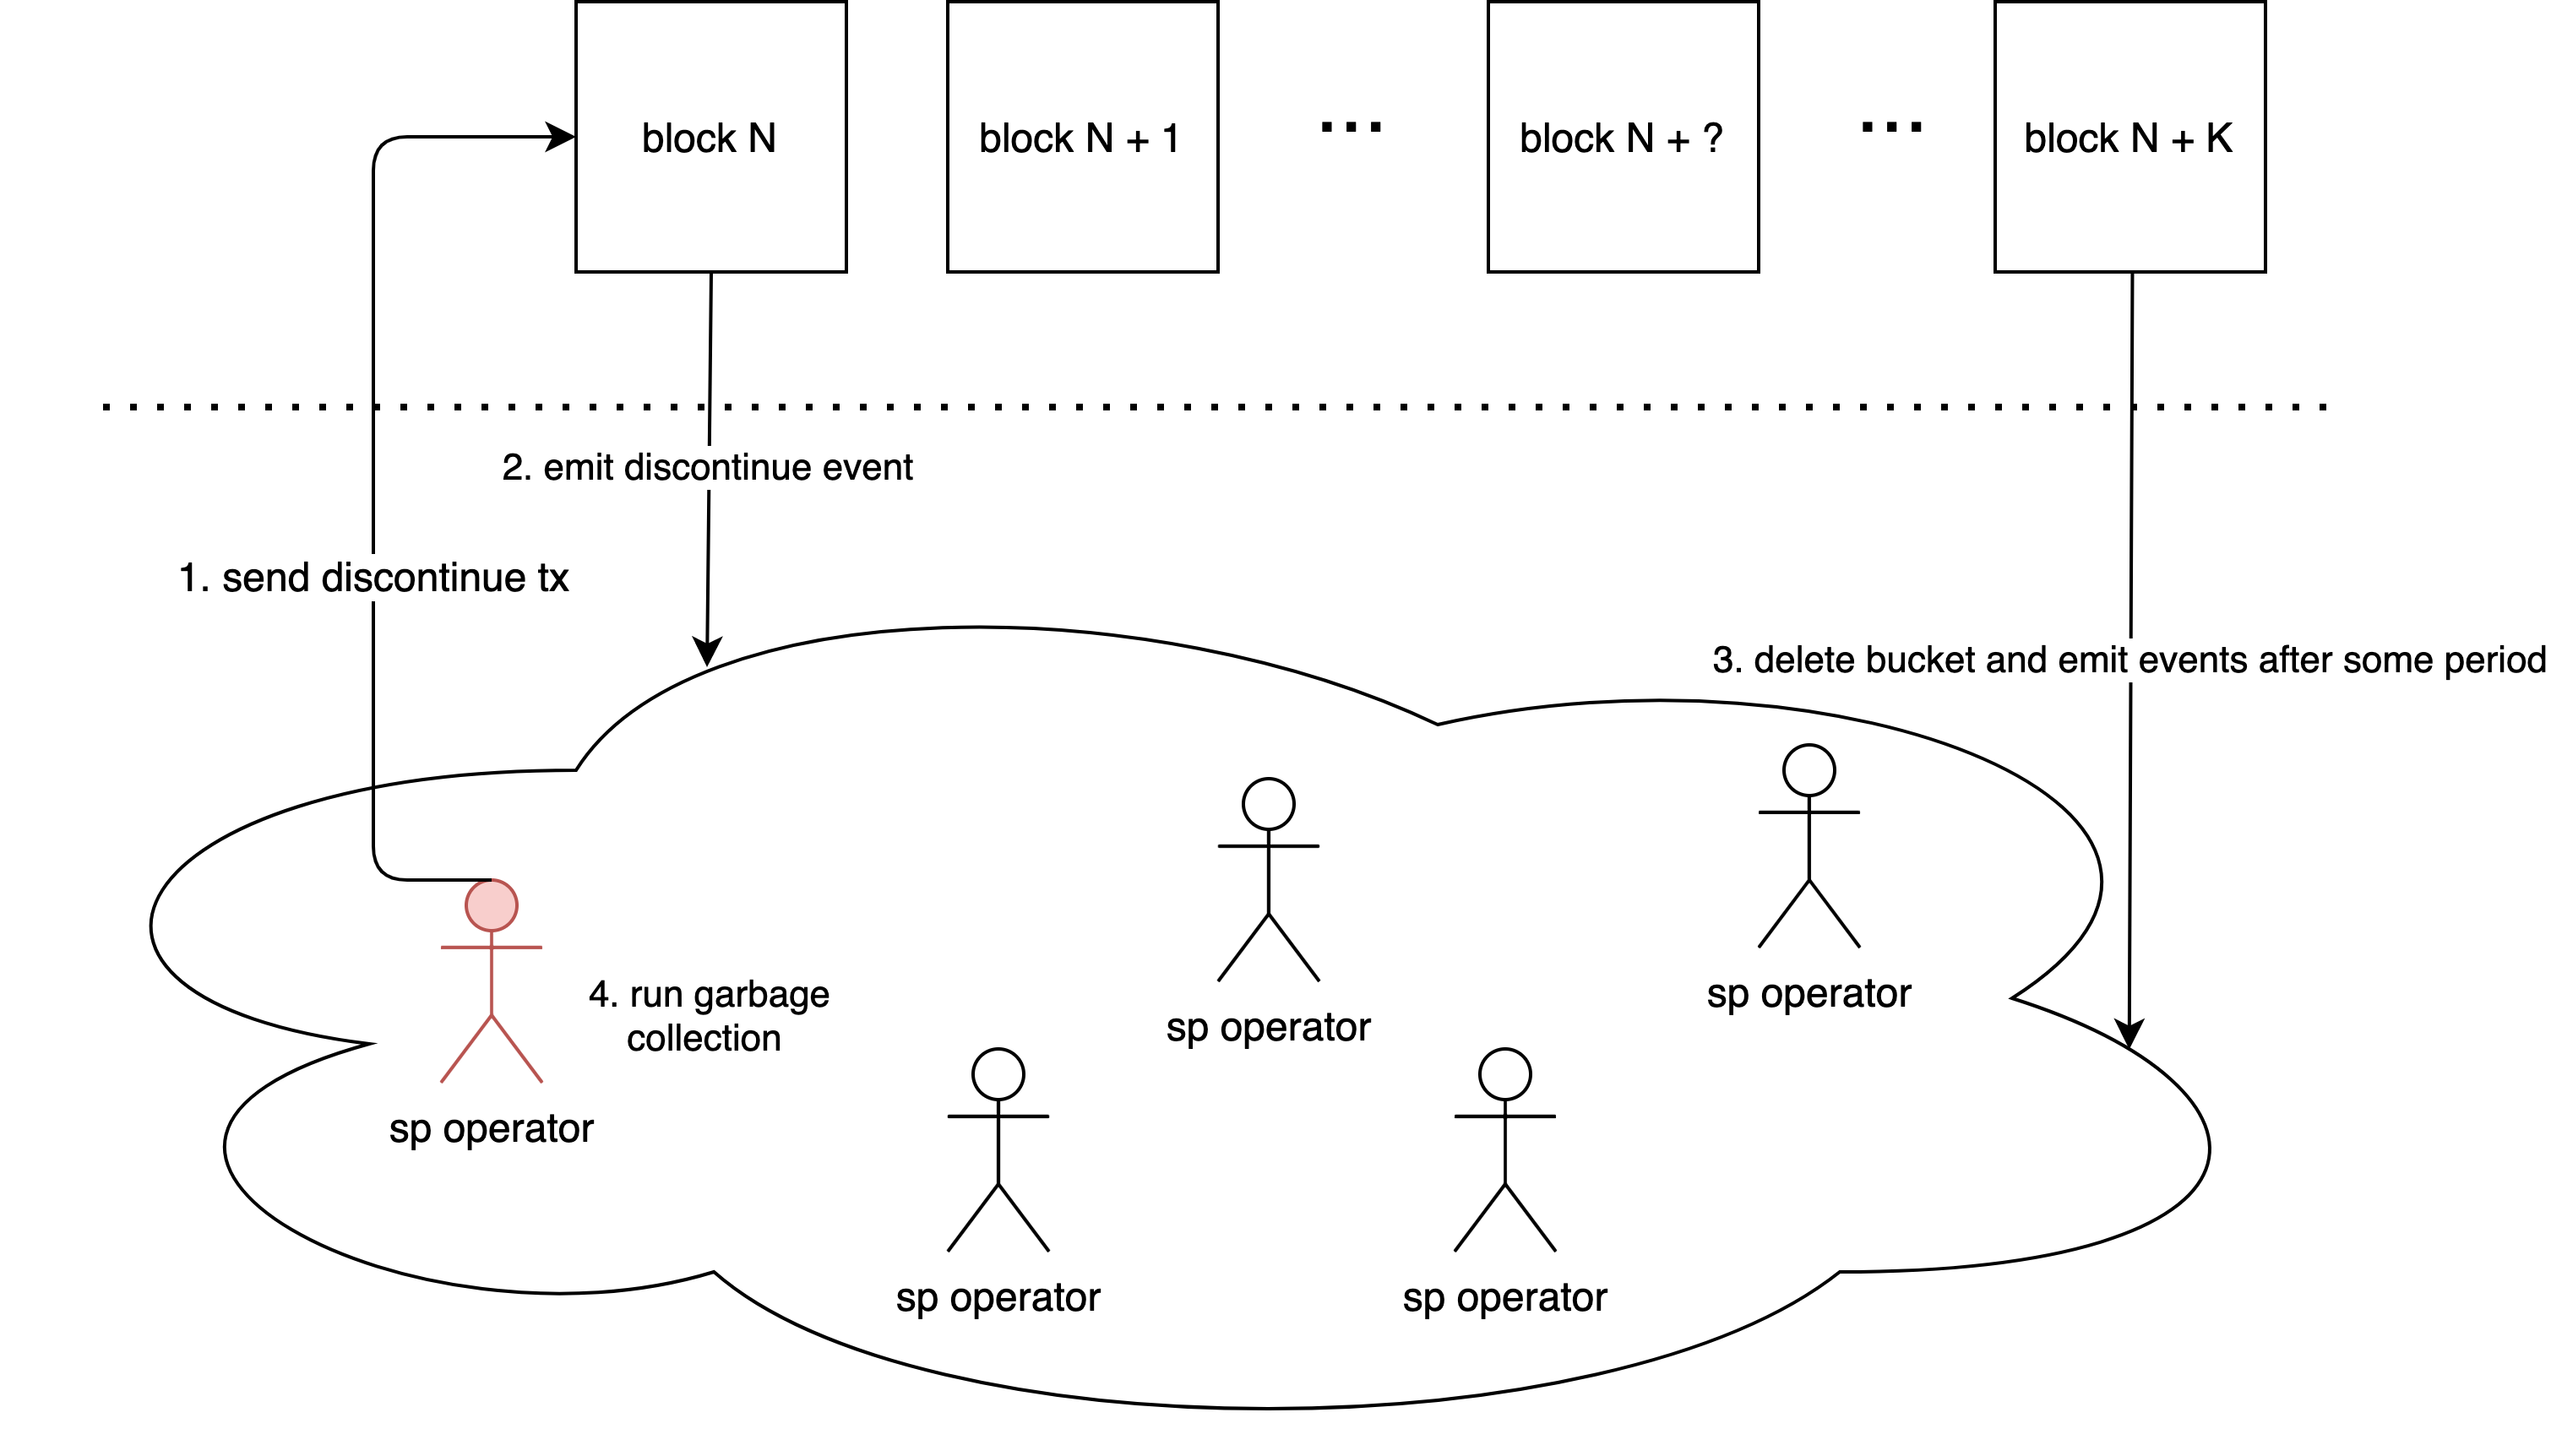 block N
block N + 1
...
block N + ?
...
block N + K
2. emit discontinue event
1. send discontinue tx
3. delete bucket and emit events after some period
4. run garbage
collection
sp operator
sp operator
sp operator
sp operator
sp operator